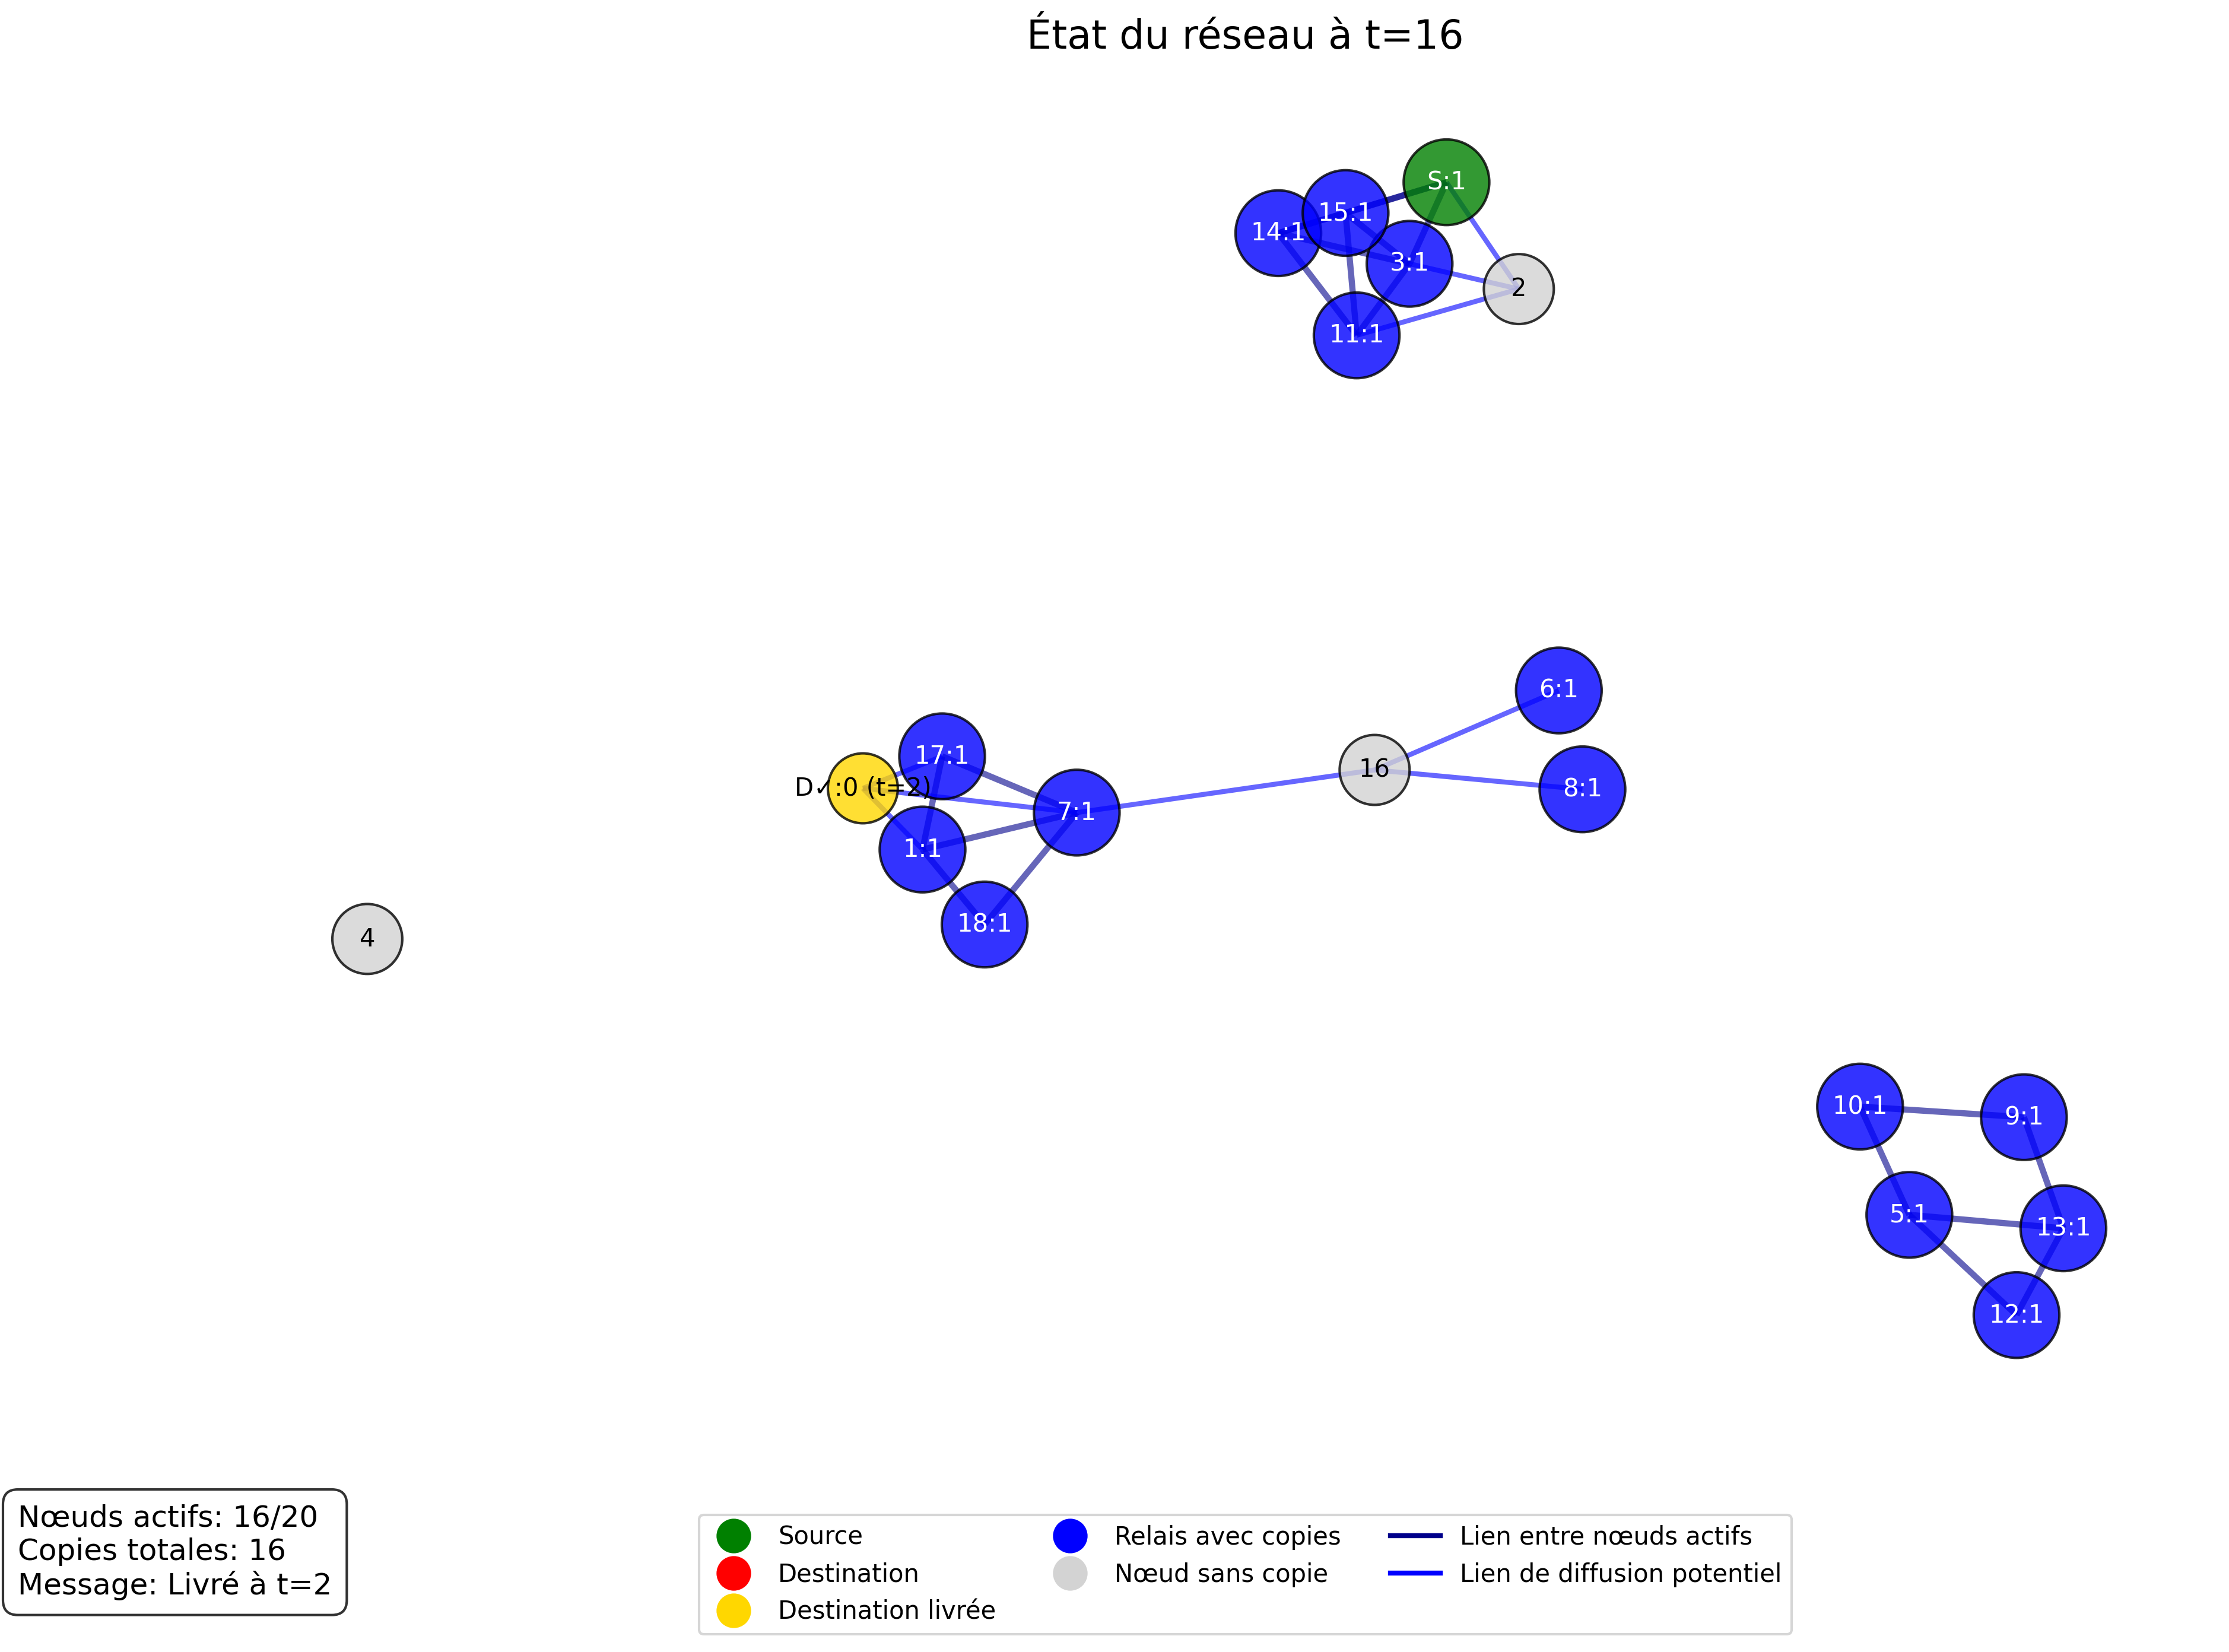 État du réseau à t=16
S:1
15:1
14:1
3:1
2
11:1
6:1
17:1
16
D✓:0 (t=2)
8:1
7:1
1:1
18:1
4
10:1
9:1
5:1
13:1
12:1
Nœuds actifs: 16/20
Copies totales: 16
Message: Livré à t=2
Source
Destination
Destination livrée
Relais avec copies
Nœud sans copie
Lien entre nœuds actifs
Lien de diffusion potentiel